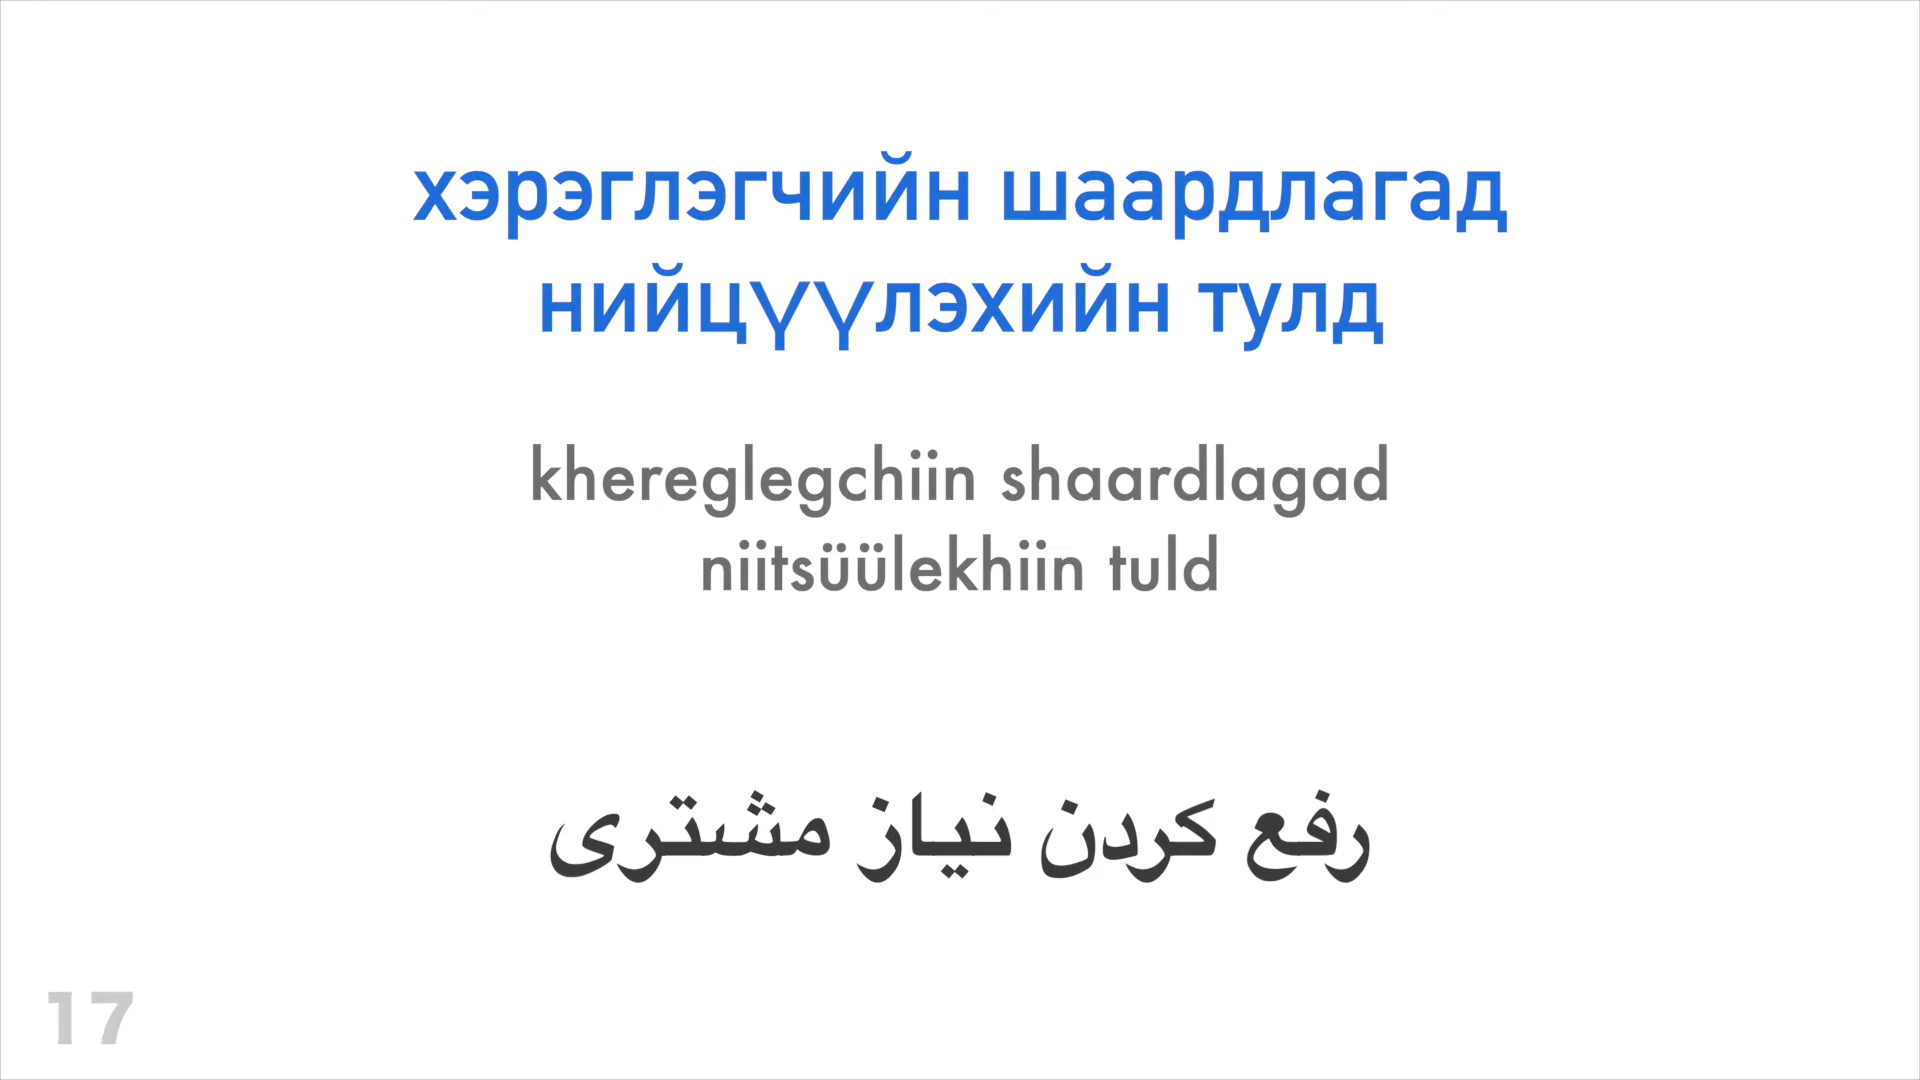 хэрэглэгчийн шаардлагад
нийцүүлэхийн тулд
khereglegchiin shaardlagad
niitsüülekhiin tuld
رفع کردن نیاز مشتری
17